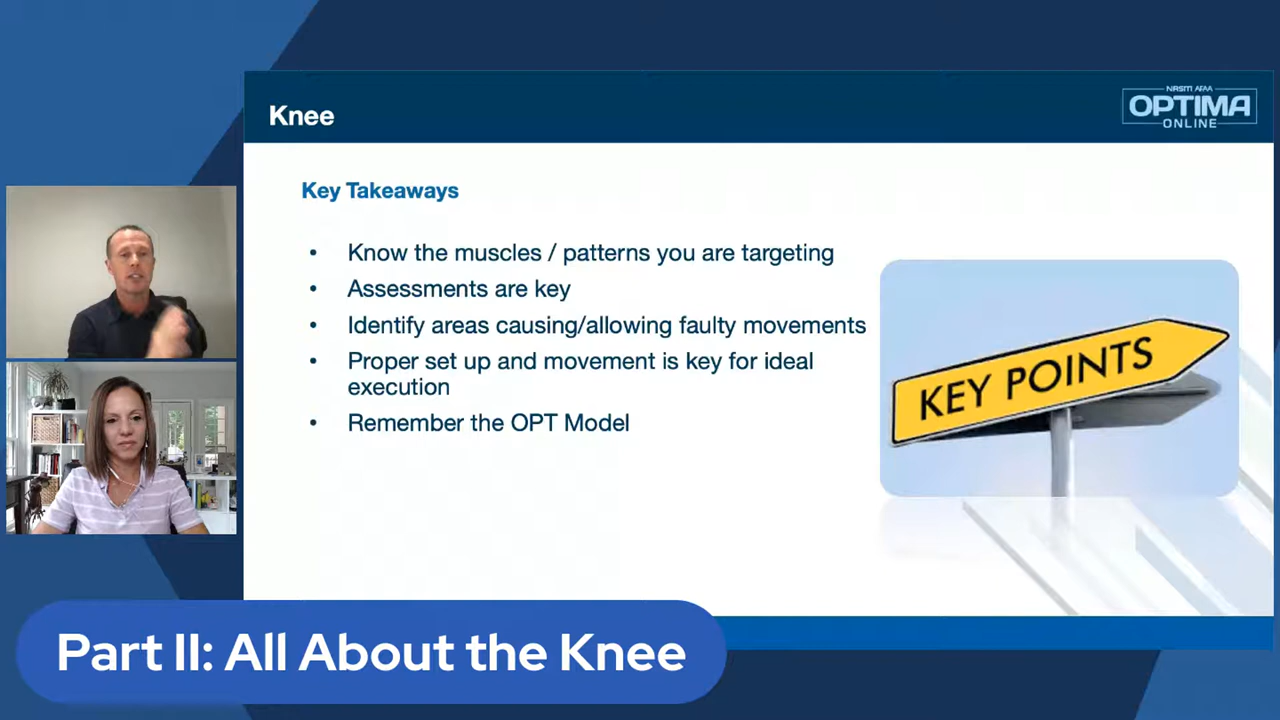 Knee
OPTIMA
ONLINE
Key Takeaways
• Know the muscles / patterns you are targeting
• Assessments are key
• Identify areas causing/allowing faulty movements
• Proper set up and movement is key for ideal
execution
• Remember the OPT Model
KEY POINTS
Part II: All About the Knee